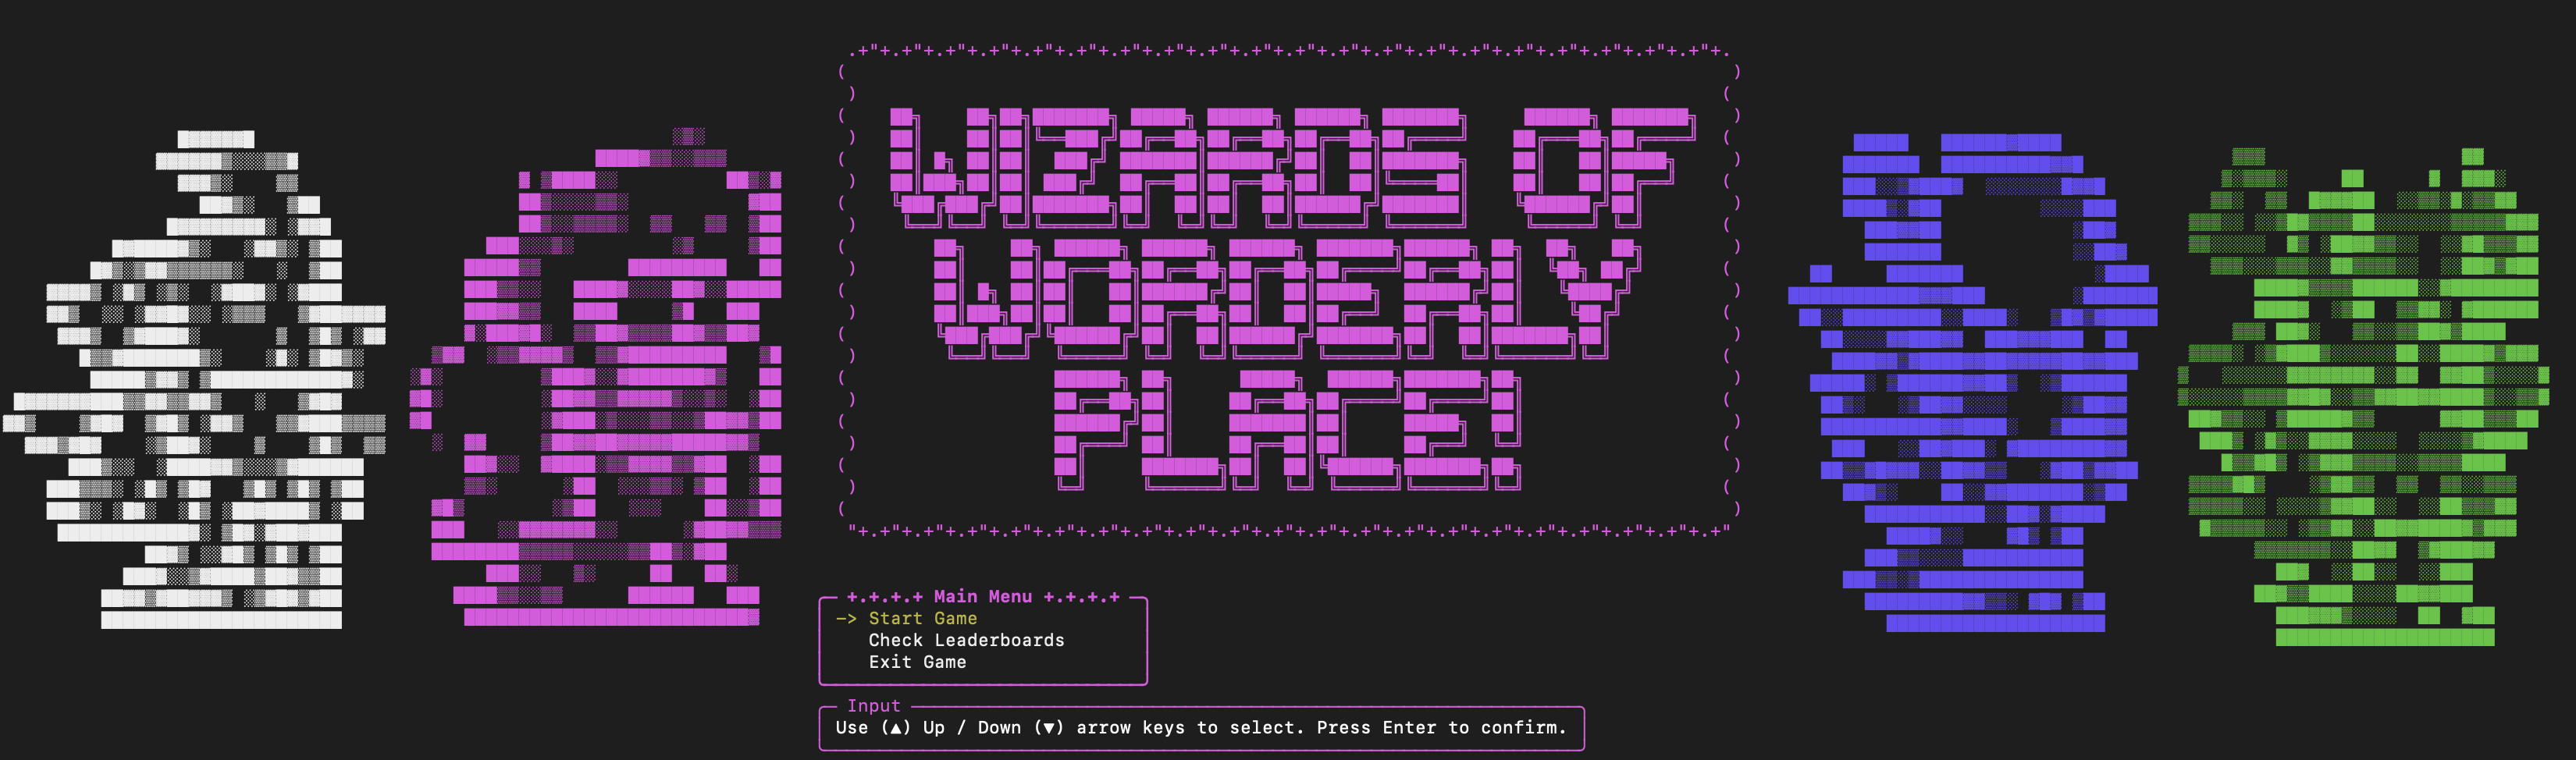 WIZARDS OF
WORDERLY
PLACE!
+.+.+.+ Main Menu +.+.+.+
—> Start Game
Check Leaderboards
Exit Game
Input
Use (▲) Up / Down (▼) arrow keys to select. Press Enter to confirm.